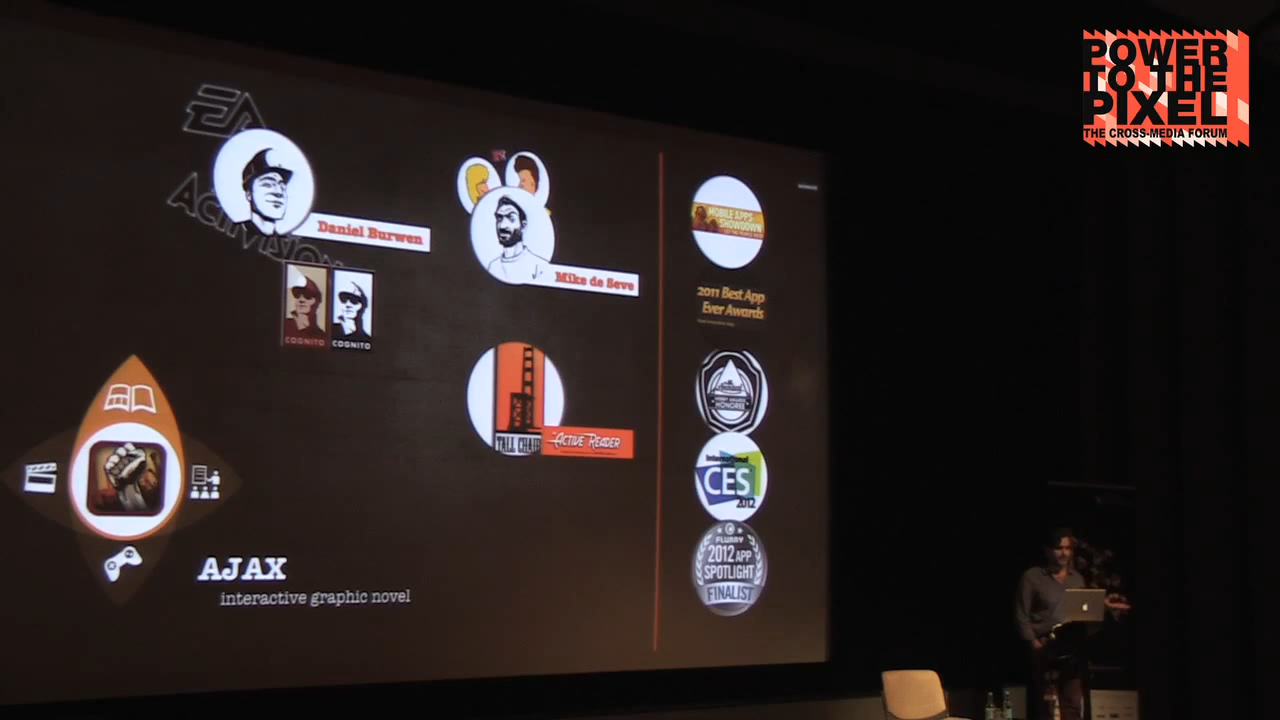 POWER
TO THE
PIXEL
THE CROSS-MEDIA FORUM
EA
ACTIVISION
Daniel Burwen
COGNITO
COGNITO
Mike de Seve
TALL CHAIR
ACTIVE READER
AJAX
interactive graphic novel
MOBILE APPS
SHOWDOWN
2011 Best App
Ever Awards
HONOREE
International
CES
2012
FLURRY
2012 APP
SPOTLIGHT
FINALIST